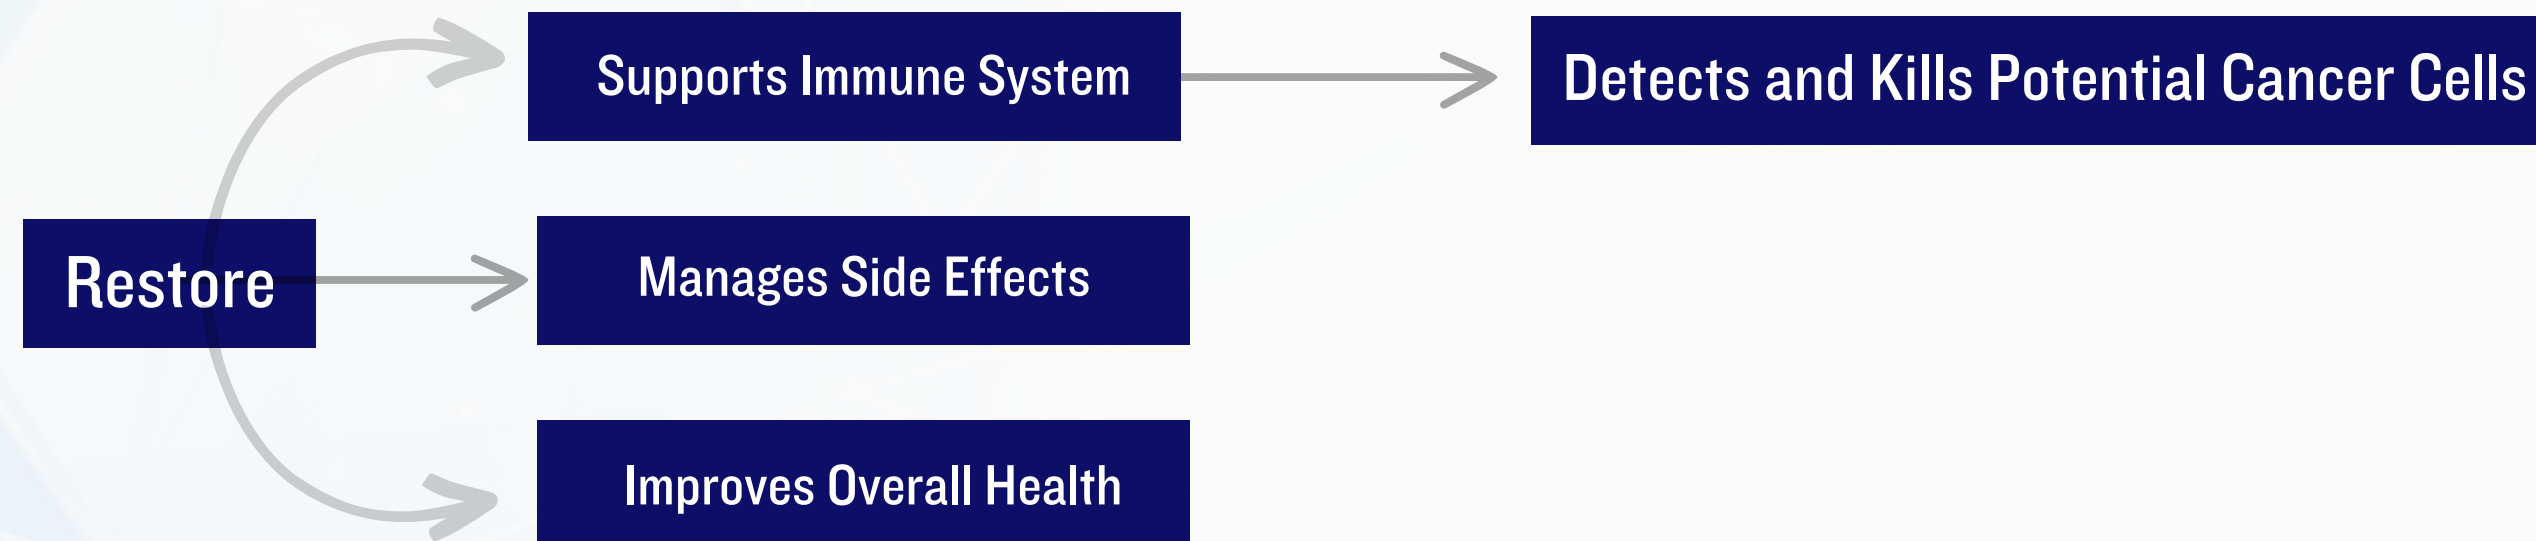 Supports Immune System
Detects and Kills Potential Cancer Cells
Restore
Manages Side Effects
Improves Overall Health